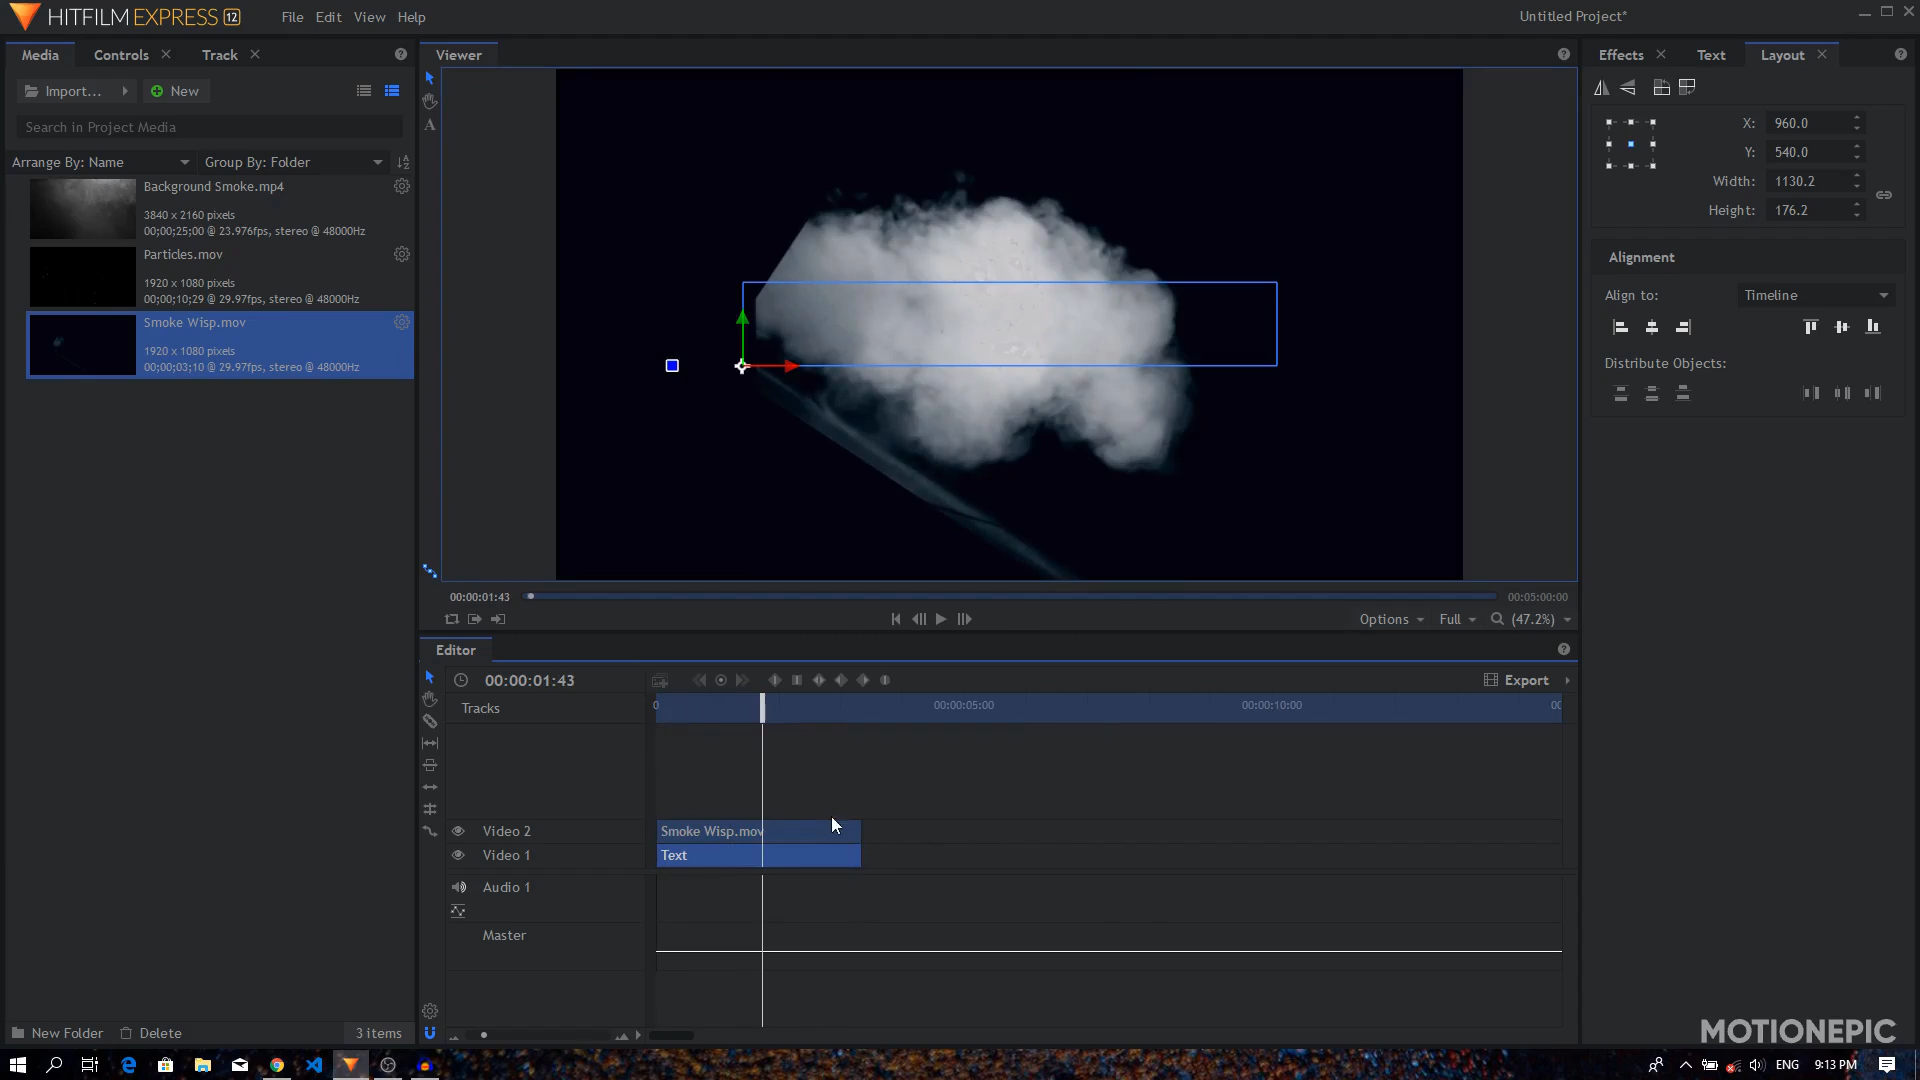 HITFILM EXPRESS 12
File Edit View Help
Untitled Project*
Media
Controls
Track
Import...
New
Search in Project Media
Arrange By: Name
Group By: Folder
Background Smoke.mp4
3840 x 2160 pixels
00;00;25;00 @ 23.976fps, stereo @ 48000Hz
Particles.mov
1920 x 1080 pixels
00;00;10;29 @ 29.97fps, stereo @ 48000Hz
Smoke Wisp.mov
1920 x 1080 pixels
00;00;03;10 @ 29.97fps, stereo @ 48000Hz
New Folder
Delete
3 items
Viewer
A
00:00:01:43
00:05:00:00
Options
Full
(47.2%)
Effects
Text
Layout
X: 960.0
Y: 540.0
Width: 1130.2
Height: 176.2
Alignment
Align to: Timeline
Distribute Objects:
Editor
00:00:01:43
Export
Tracks
0
00:00:05:00
00:00:10:00
00
Video 2
Smoke Wisp.mov
Video 1
Text
Audio 1
Master
MOTIONEPIC
ENG
9:13 PM